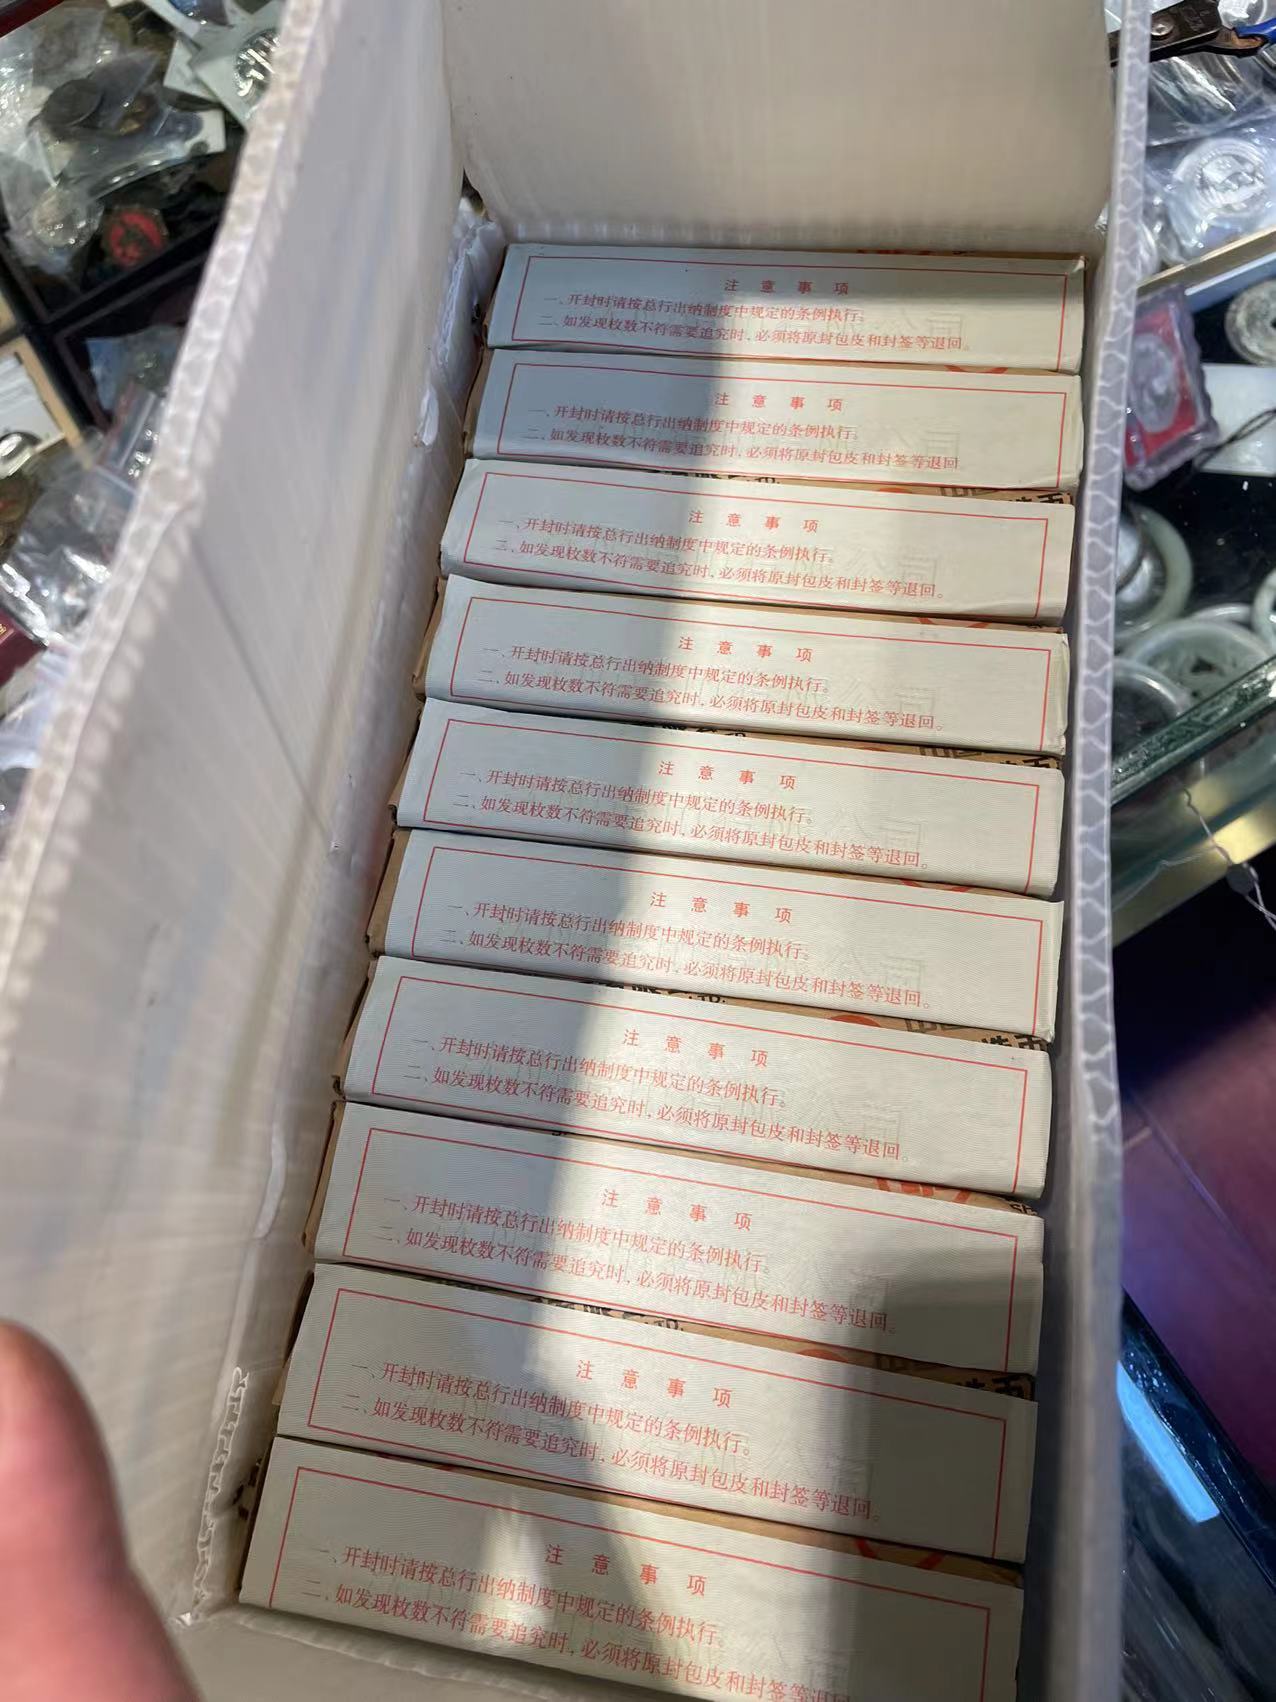 注意事项
一、开封时请按总行出纳制度中规定的条例执行。
二、如发现枚数不符需要追究时，必须将原封包皮和封签等退回。
注意事项
一、开封时请按总行出纳制度中规定的条例执行。
二、如发现枚数不符需要追究时，必须将原封包皮和封签等退回
注意事项
一、开封时请按总行出纳制度中规定的条例执行。
二、如发现枚数不符需要追究时，必须将原封包皮和封签等退回。
注意事项
一、开封时请按总行出纳制度中规定的条例执行。
二、如发现枚数不符需要追究时，必须将原封包皮和封签等退回。
注意事项
一、开封时请按总行出纳制度中规定的条例执行。
二、如发现枚数不符需要追究时，必须将原封包皮和封签等退回。
注意事项
一、开封时请按总行出纳制度中规定的条例执行。
二、如发现枚数不符需要追究时，必须将原封包皮和封签等退回。
注意事项
一、开封时请按总行出纳制度中规定的条例执行。
二、如发现枚数不符需要追究时，必须将原封包皮和封签等退回。
注意事项
一、开封时请按总行出纳制度中规定的条例执行。
二、如发现枚数不符需要追究时，必须将原封包皮和封签等退回。
注意事项
一、开封时请按总行出纳制度中规定的条例执行。
二、如发现枚数不符需要追究时，必须将原封包皮和封签等退回。
注意事项
一、开封时请按总行出纳制度中规定的条例执行。
二、如发现枚数不符需要追究时，必须将原封包皮和封签等退回